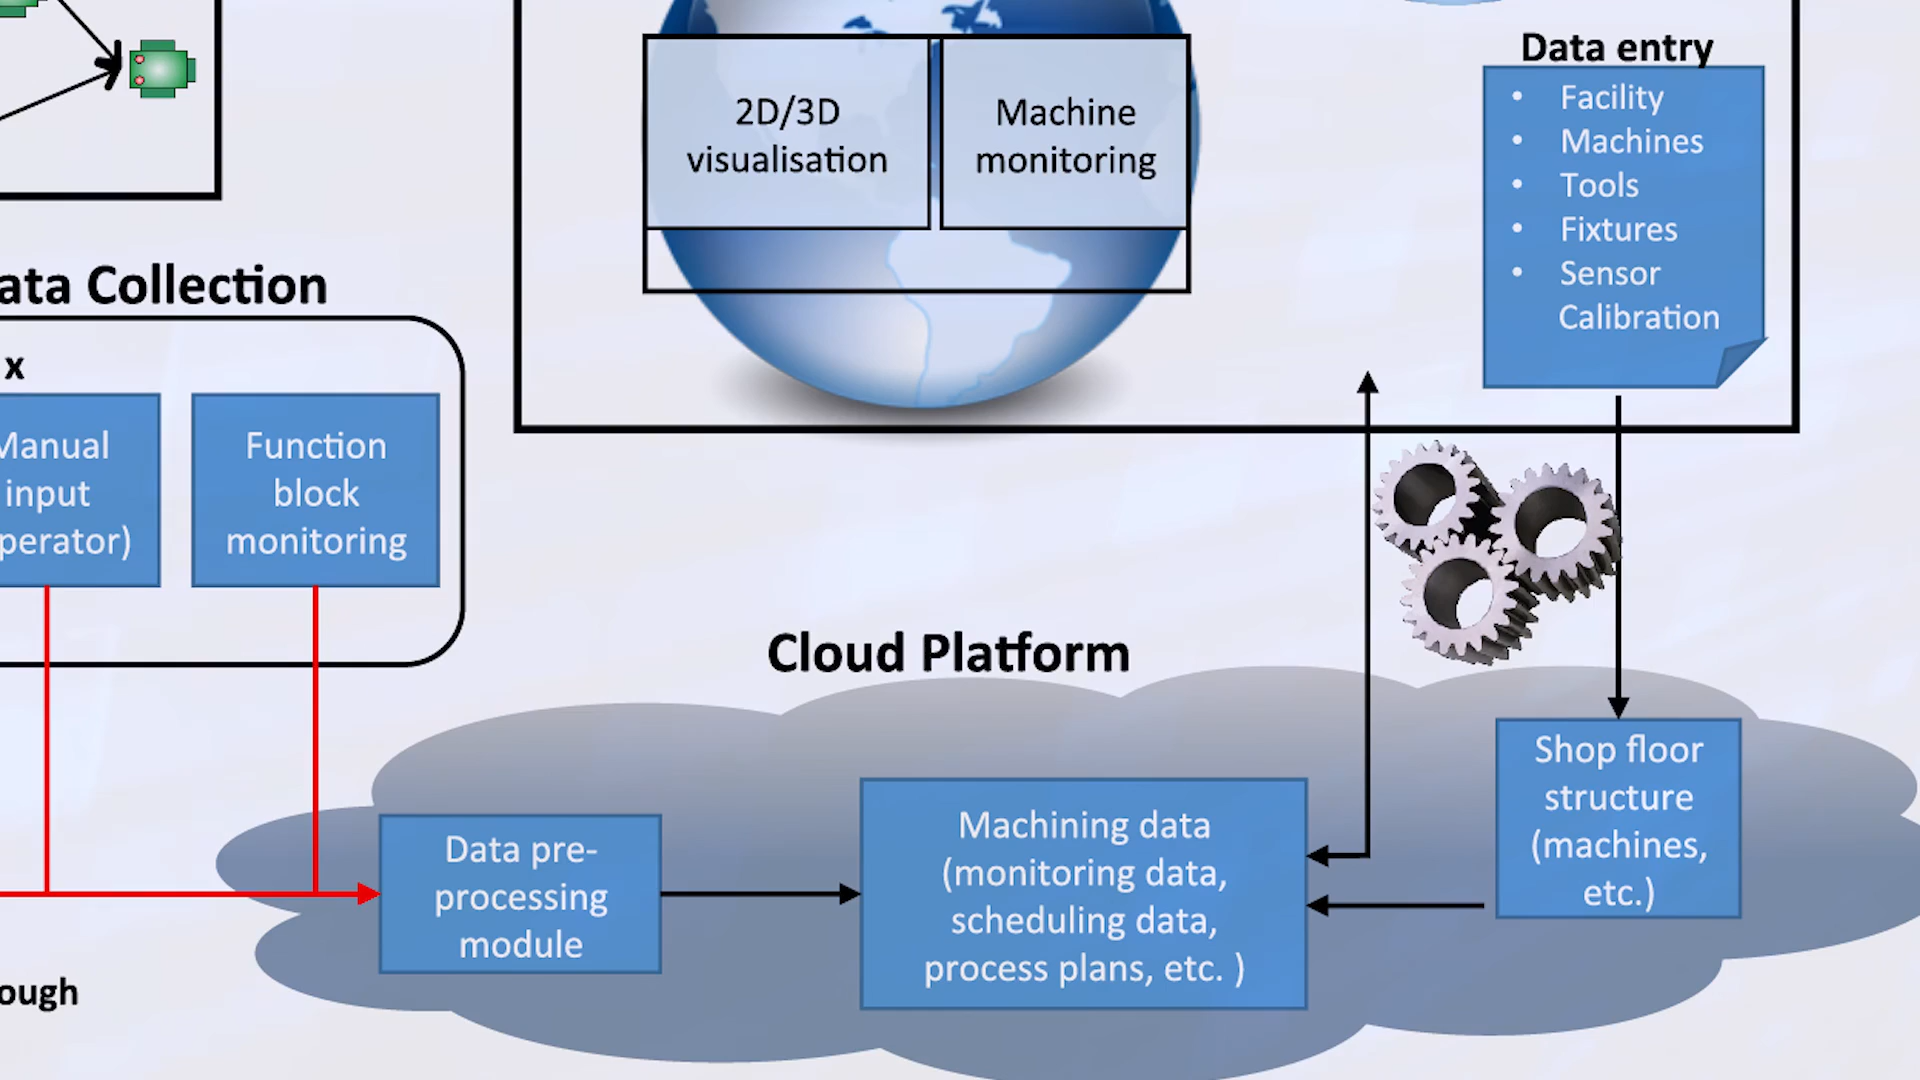 Data entry
• Facility
• Machines
• Tools
• Fixtures
• Sensor
Calibration
2D/3D
visualisation
Machine
monitoring
ata Collection
x
Manual
input
perator)
Function
block
monitoring
Cloud Platform
Data pre-
processing
module
Machining data
(monitoring data,
scheduling data,
process plans, etc. )
Shop floor
structure
(machines,
etc.)
ough